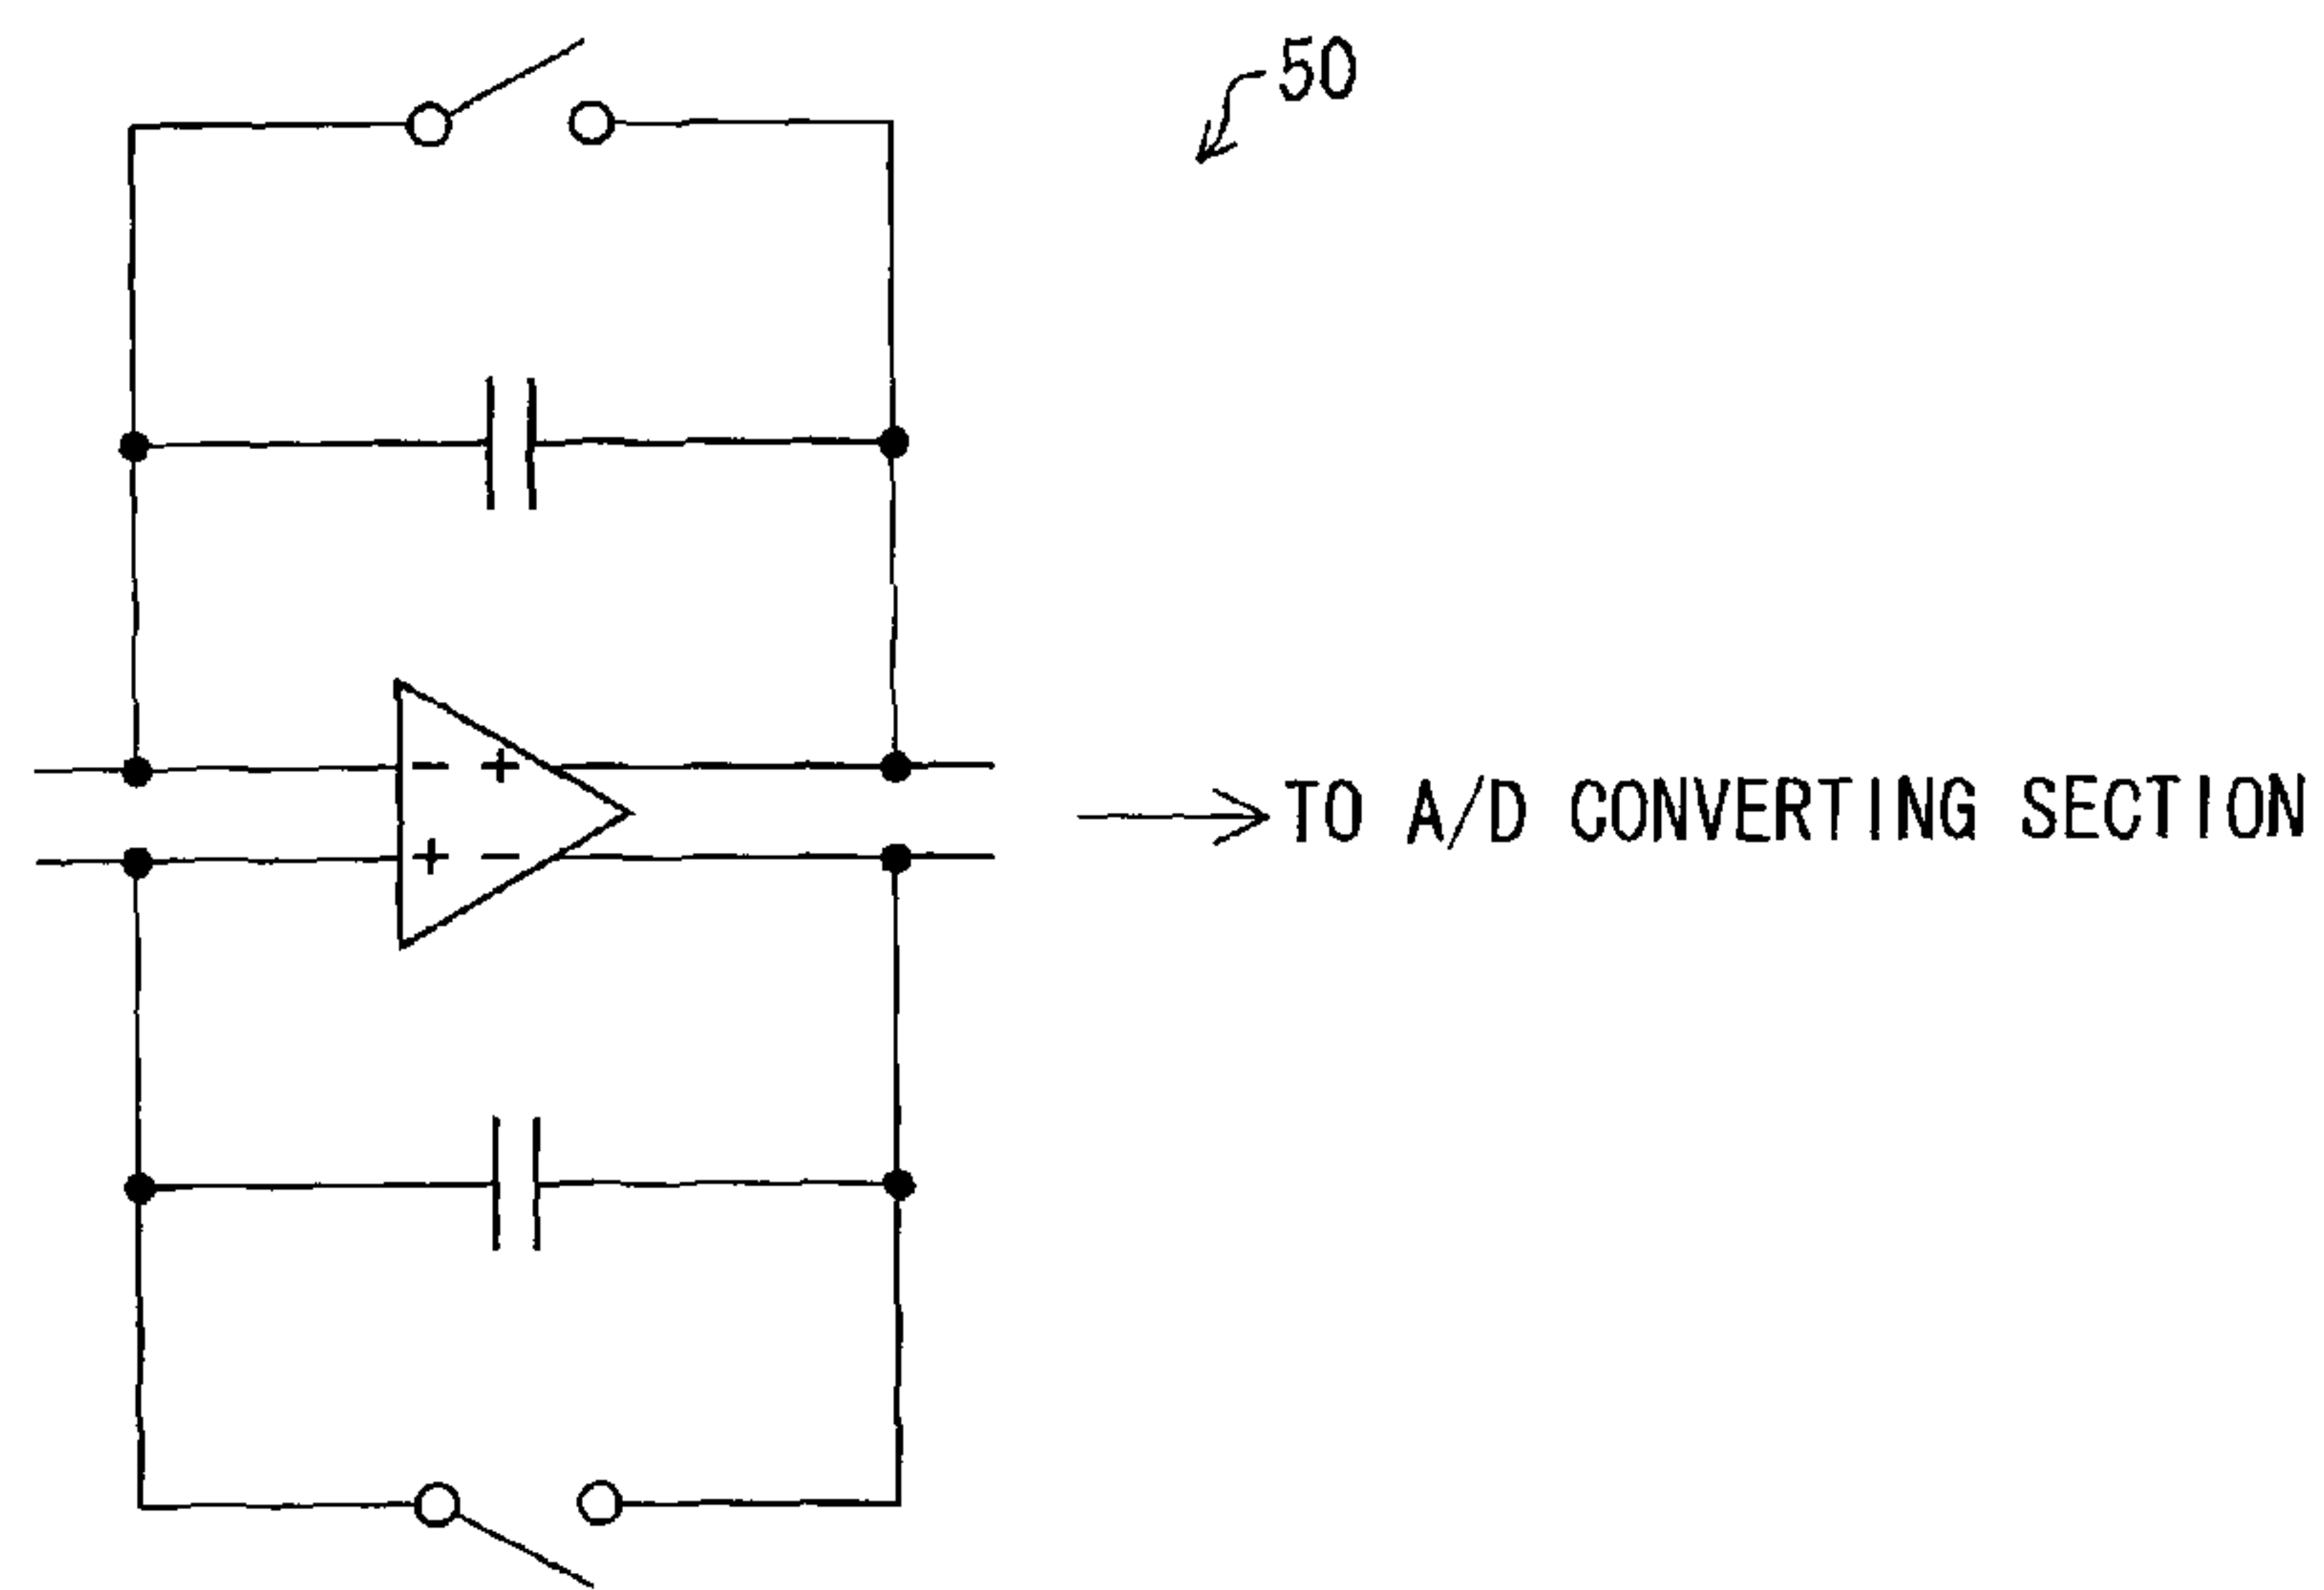 50
- +
+ -
TO A/D CONVERTING SECTION